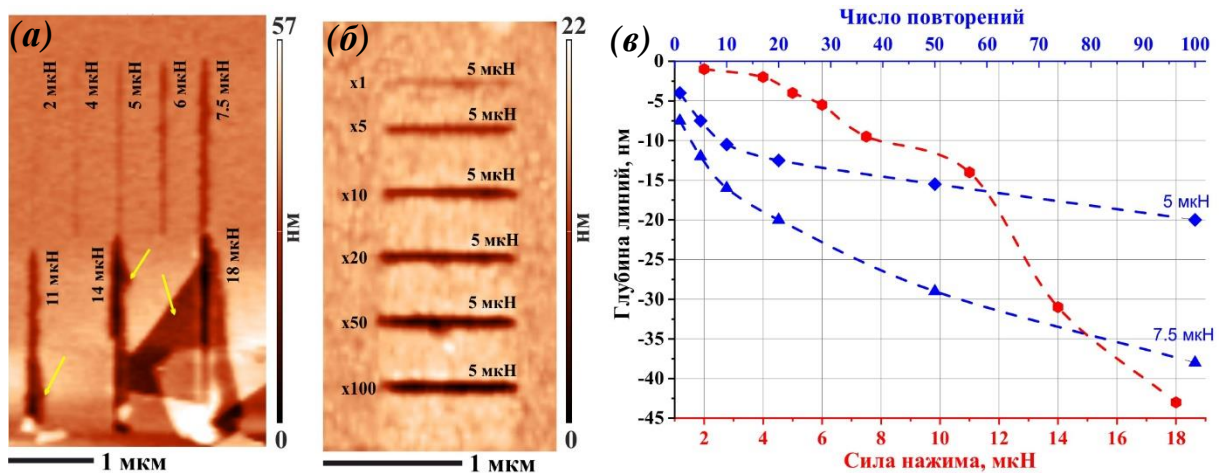 (а)
2 мкН
4 мкН
5 мкН
6 мкН
7.5 мкН
11 мкН
14 мкН
18 мкН
1 мкм
57
нм
0
(б)
x1
5 мкН
x5
5 мкН
x10
5 мкН
x20
5 мкН
x50
5 мкН
x100
5 мкН
1 мкм
22
нм
0
(в)
Число повторений
0 10 20 30 40 50 60 70 80 90 100
Глубина линий, нм
0
-5
-10
-15
-20
-25
-30
-35
-40
-45
5 мкН
7.5 мкН
2 4 6 8 10 12 14 16 18
Сила нажима, мкН